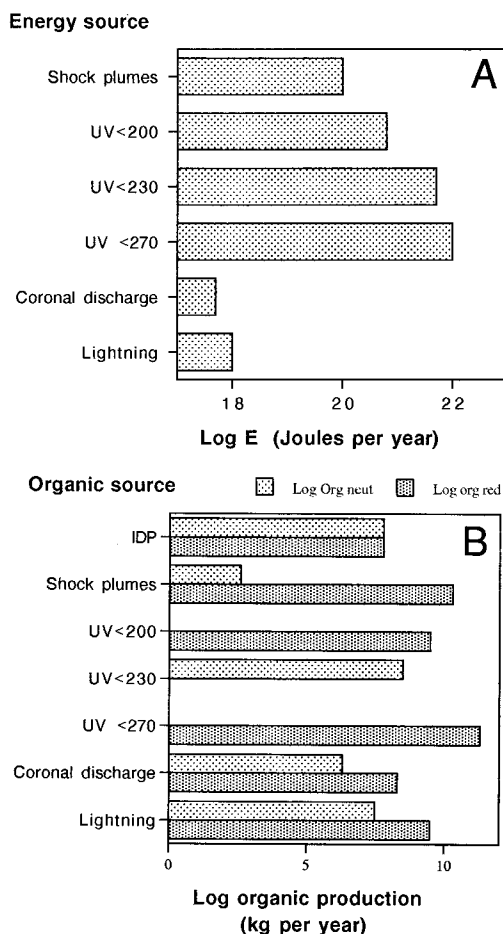 Energy source
A
Shock plumes
UV<200
UV<230
UV <270
Coronal discharge
Lightning
18 20 22
Log E (Joules per year)
Organic source
Log Org neut Log org red
B
IDP
Shock plumes
UV<200
UV<230
UV <270
Coronal discharge
Lightning
0 5 10
Log organic production
(kg per year)